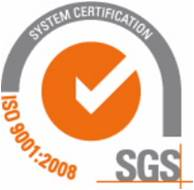 SYSTEM CERTIFICATION
ISO 9001:2008
SGS